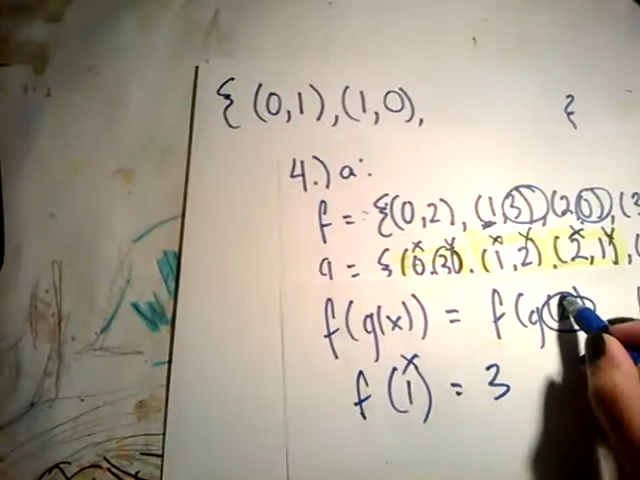 { (0,1),(1,0), }
4.) a:
f = {(0,2), (1,3), (2,0), (3
g = {(0,3), (1,2), (2,1), (
f(g(x)) = f(g(
f(1) = 3